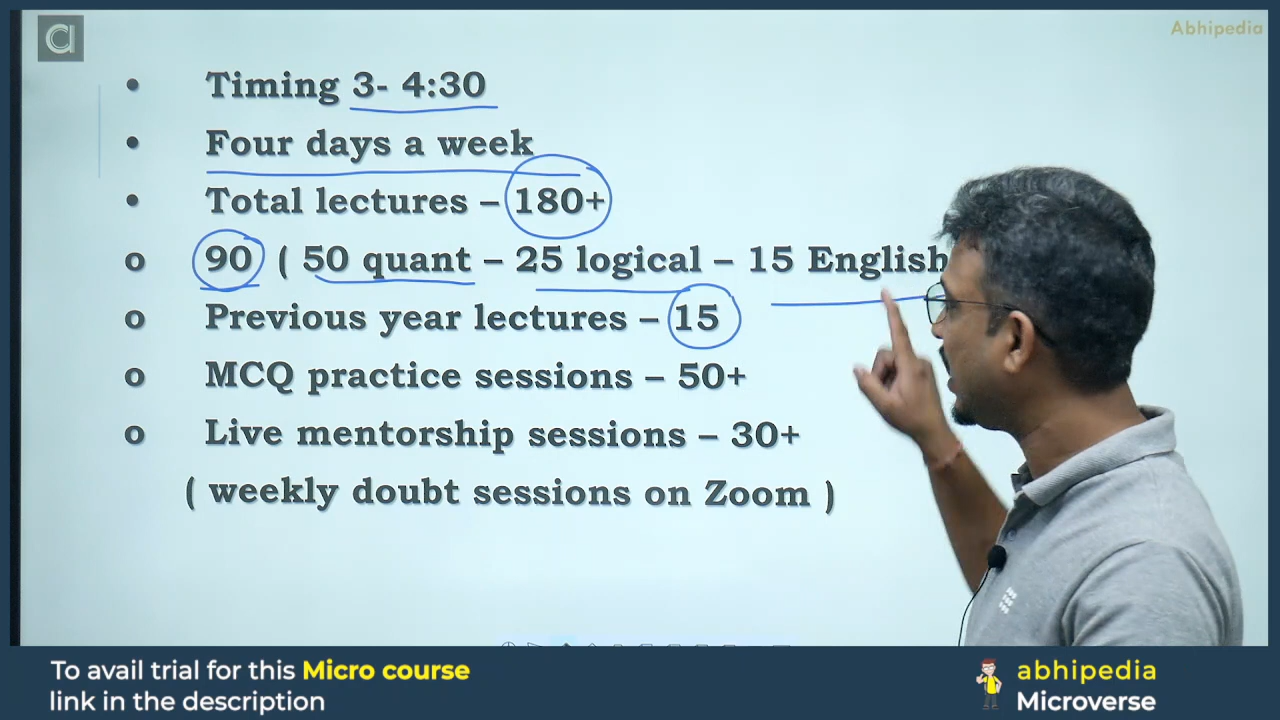 Abhipedia
• Timing 3- 4:30
• Four days a week
• Total lectures – 180+
o 90 ( 50 quant – 25 logical – 15 English
o Previous year lectures – 15
o MCQ practice sessions – 50+
o Live mentorship sessions – 30+
( weekly doubt sessions on Zoom )
To avail trial for this Micro course
link in the description
abhipedia
Microverse